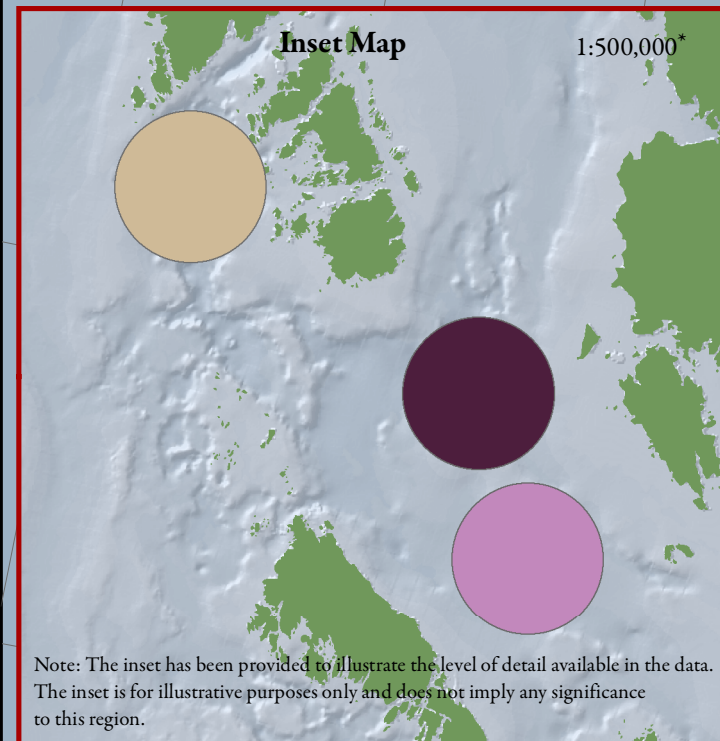 Inset Map
1:500,000*
Note: The inset has been provided to illustrate the level of detail available in the data.
The inset is for illustrative purposes only and does not imply any significance
to this region.